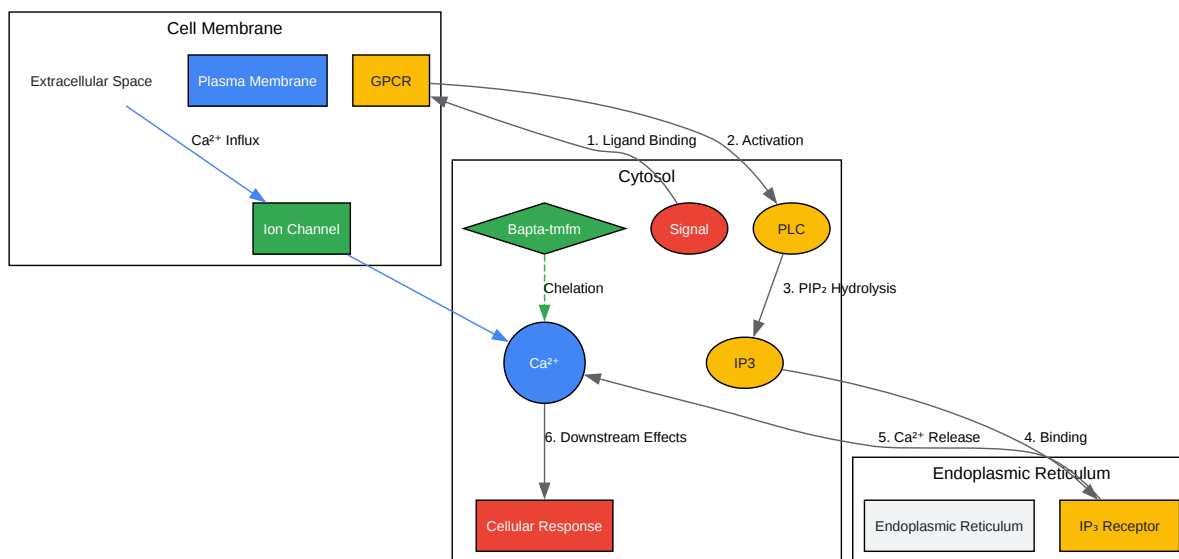 Cell Membrane
Extracellular Space
Plasma Membrane
GPCR
Ca²⁺ Influx
1. Ligand Binding
2. Activation
Cytosol
Ion Channel
Bapta-tmfm
Signal
PLC
Chelation
3. PIP₂ Hydrolysis
Ca²⁺
IP3
6. Downstream Effects
5. Ca²⁺ Release
4. Binding
Endoplasmic Reticulum
Cellular Response
Endoplasmic Reticulum
IP₃ Receptor